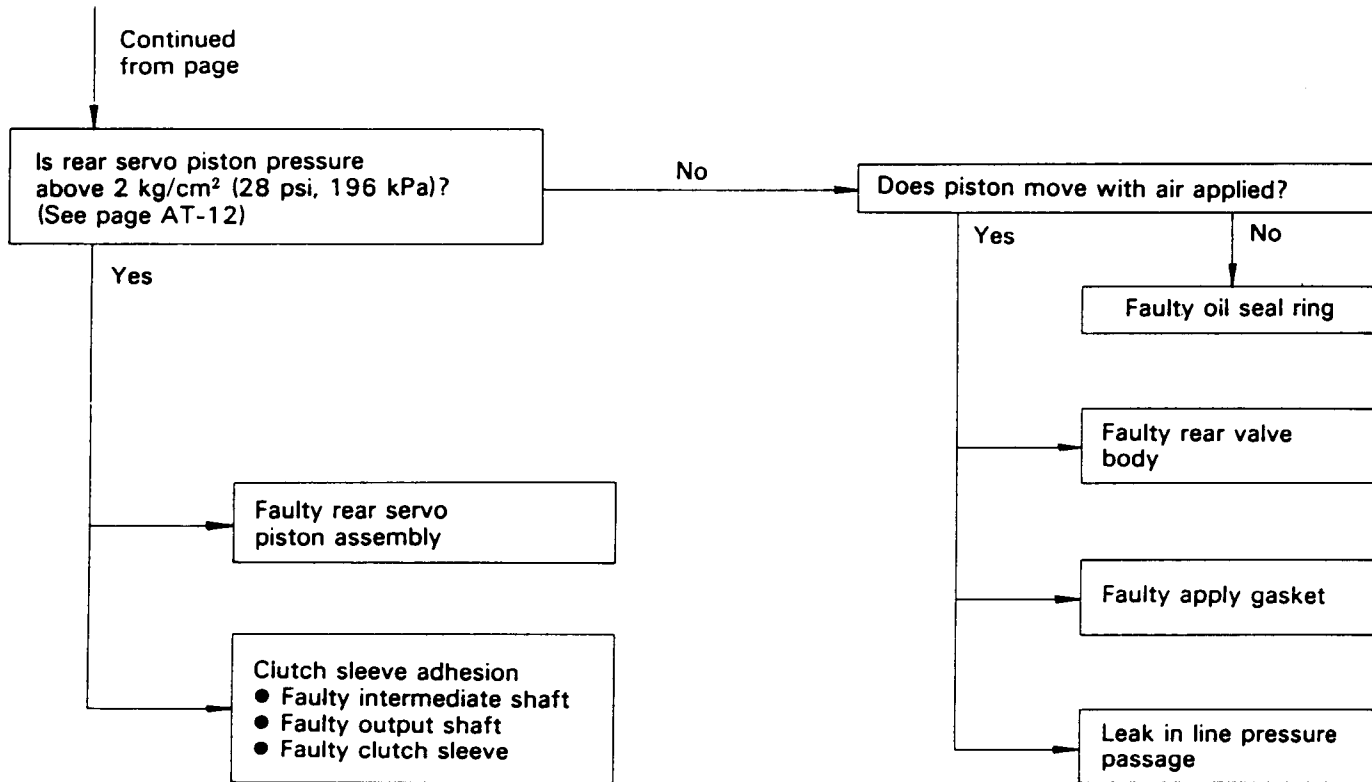 Continued
from page
Is rear servo piston pressure
above 2 kg/cm² (28 psi, 196 kPa)?
(See page AT-12)
No
Does piston move with air applied?
Yes
No
Yes
Faulty oil seal ring
Faulty rear valve
body
Faulty rear servo
piston assembly
Faulty apply gasket
Clutch sleeve adhesion
● Faulty intermediate shaft
● Faulty output shaft
● Faulty clutch sleeve
Leak in line pressure
passage